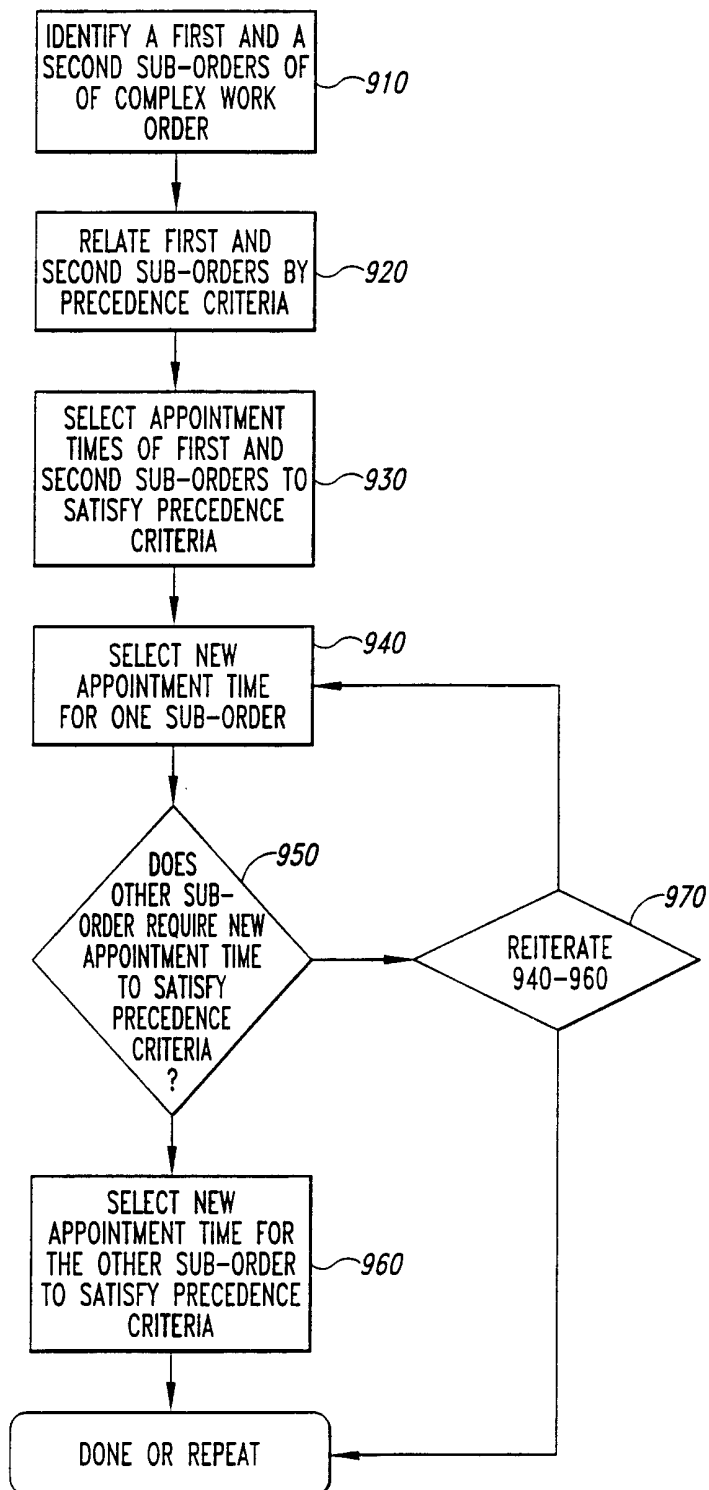 IDENTIFY A FIRST AND A
SECOND SUB-ORDERS OF
OF COMPLEX WORK
ORDER
910
RELATE FIRST AND
SECOND SUB-ORDERS BY
PRECEDENCE CRITERIA
920
SELECT APPOINTMENT
TIMES OF FIRST AND
SECOND SUB-ORDERS TO
SATISFY PRECEDENCE
CRITERIA
930
SELECT NEW
APPOINTMENT TIME
FOR ONE SUB-ORDER
940
DOES
OTHER SUB-
ORDER REQUIRE NEW
APPOINTMENT TIME
TO SATISFY
PRECEDENCE
CRITERIA
?
950
REITERATE
940-960
970
SELECT NEW
APPOINTMENT TIME FOR
THE OTHER SUB-ORDER
TO SATISFY PRECEDENCE
CRITERIA
960
DONE OR REPEAT